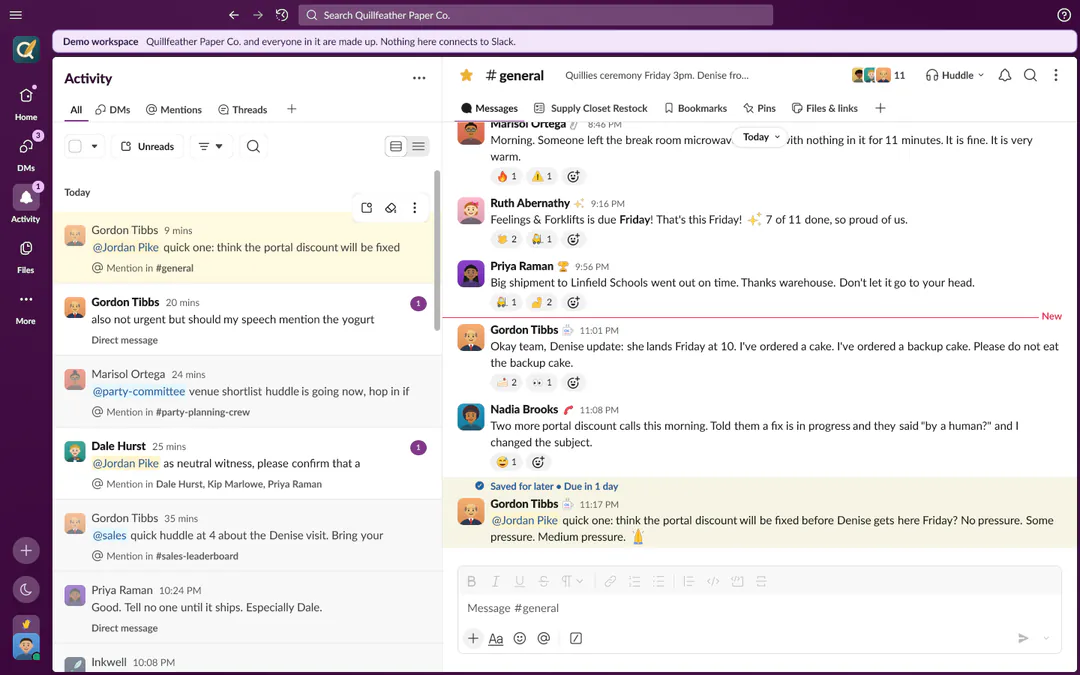 Search Quillfeather Paper Co.
Demo workspace Quillfeather Paper Co. and everyone in it are made up. Nothing here connects to Slack.
Home
3
DMs
1
Activity
Files
More
Activity
All
DMs
Mentions
Threads
Unreads
Today
Gordon Tibbs 9 mins
@Jordan Pike quick one: think the portal discount will be fixed
Mention in #general
Gordon Tibbs 20 mins
1
also not urgent but should my speech mention the yogurt
Direct message
Marisol Ortega 24 mins
@party-committee venue shortlist huddle is going now, hop in if
Mention in #party-planning-crew
Dale Hurst 25 mins
1
@Jordan Pike as neutral witness, please confirm that a
Mention in Dale Hurst, Kip Marlowe, Priya Raman
Gordon Tibbs 35 mins
@sales quick huddle at 4 about the Denise visit. Bring your
Mention in #sales-leaderboard
Priya Raman 10:24 PM
Good. Tell no one until it ships. Especially Dale.
Direct message
Inkwell 10:08 PM
# general
Quillies ceremony Friday 3pm. Denise fro...
11
Huddle
Messages
Supply Closet Restock
Bookmarks
Pins
Files & links
Marisol Ortega 8:46 PM
Today
Morning. Someone left the break room microwav with nothing in it for 11 minutes. It is fine. It is very
warm.
1 1
Ruth Abernathy 9:16 PM
Feelings & Forklifts is due Friday! That's this Friday! 7 of 11 done, so proud of us.
2 1
Priya Raman 9:56 PM
Big shipment to Linfield Schools went out on time. Thanks warehouse. Don't let it go to your head.
1 2
New
Gordon Tibbs 11:01 PM
Okay team, Denise update: she lands Friday at 10. I've ordered a cake. I've ordered a backup cake. Please do not eat
the backup cake.
2 1
Nadia Brooks 11:08 PM
Two more portal discount calls this morning. Told them a fix is in progress and they said "by a human?" and I
changed the subject.
1
Saved for later • Due in 1 day
Gordon Tibbs 11:17 PM
@Jordan Pike quick one: think the portal discount will be fixed before Denise gets here Friday? No pressure. Some
pressure. Medium pressure.
B I U S
Message #general
Aa